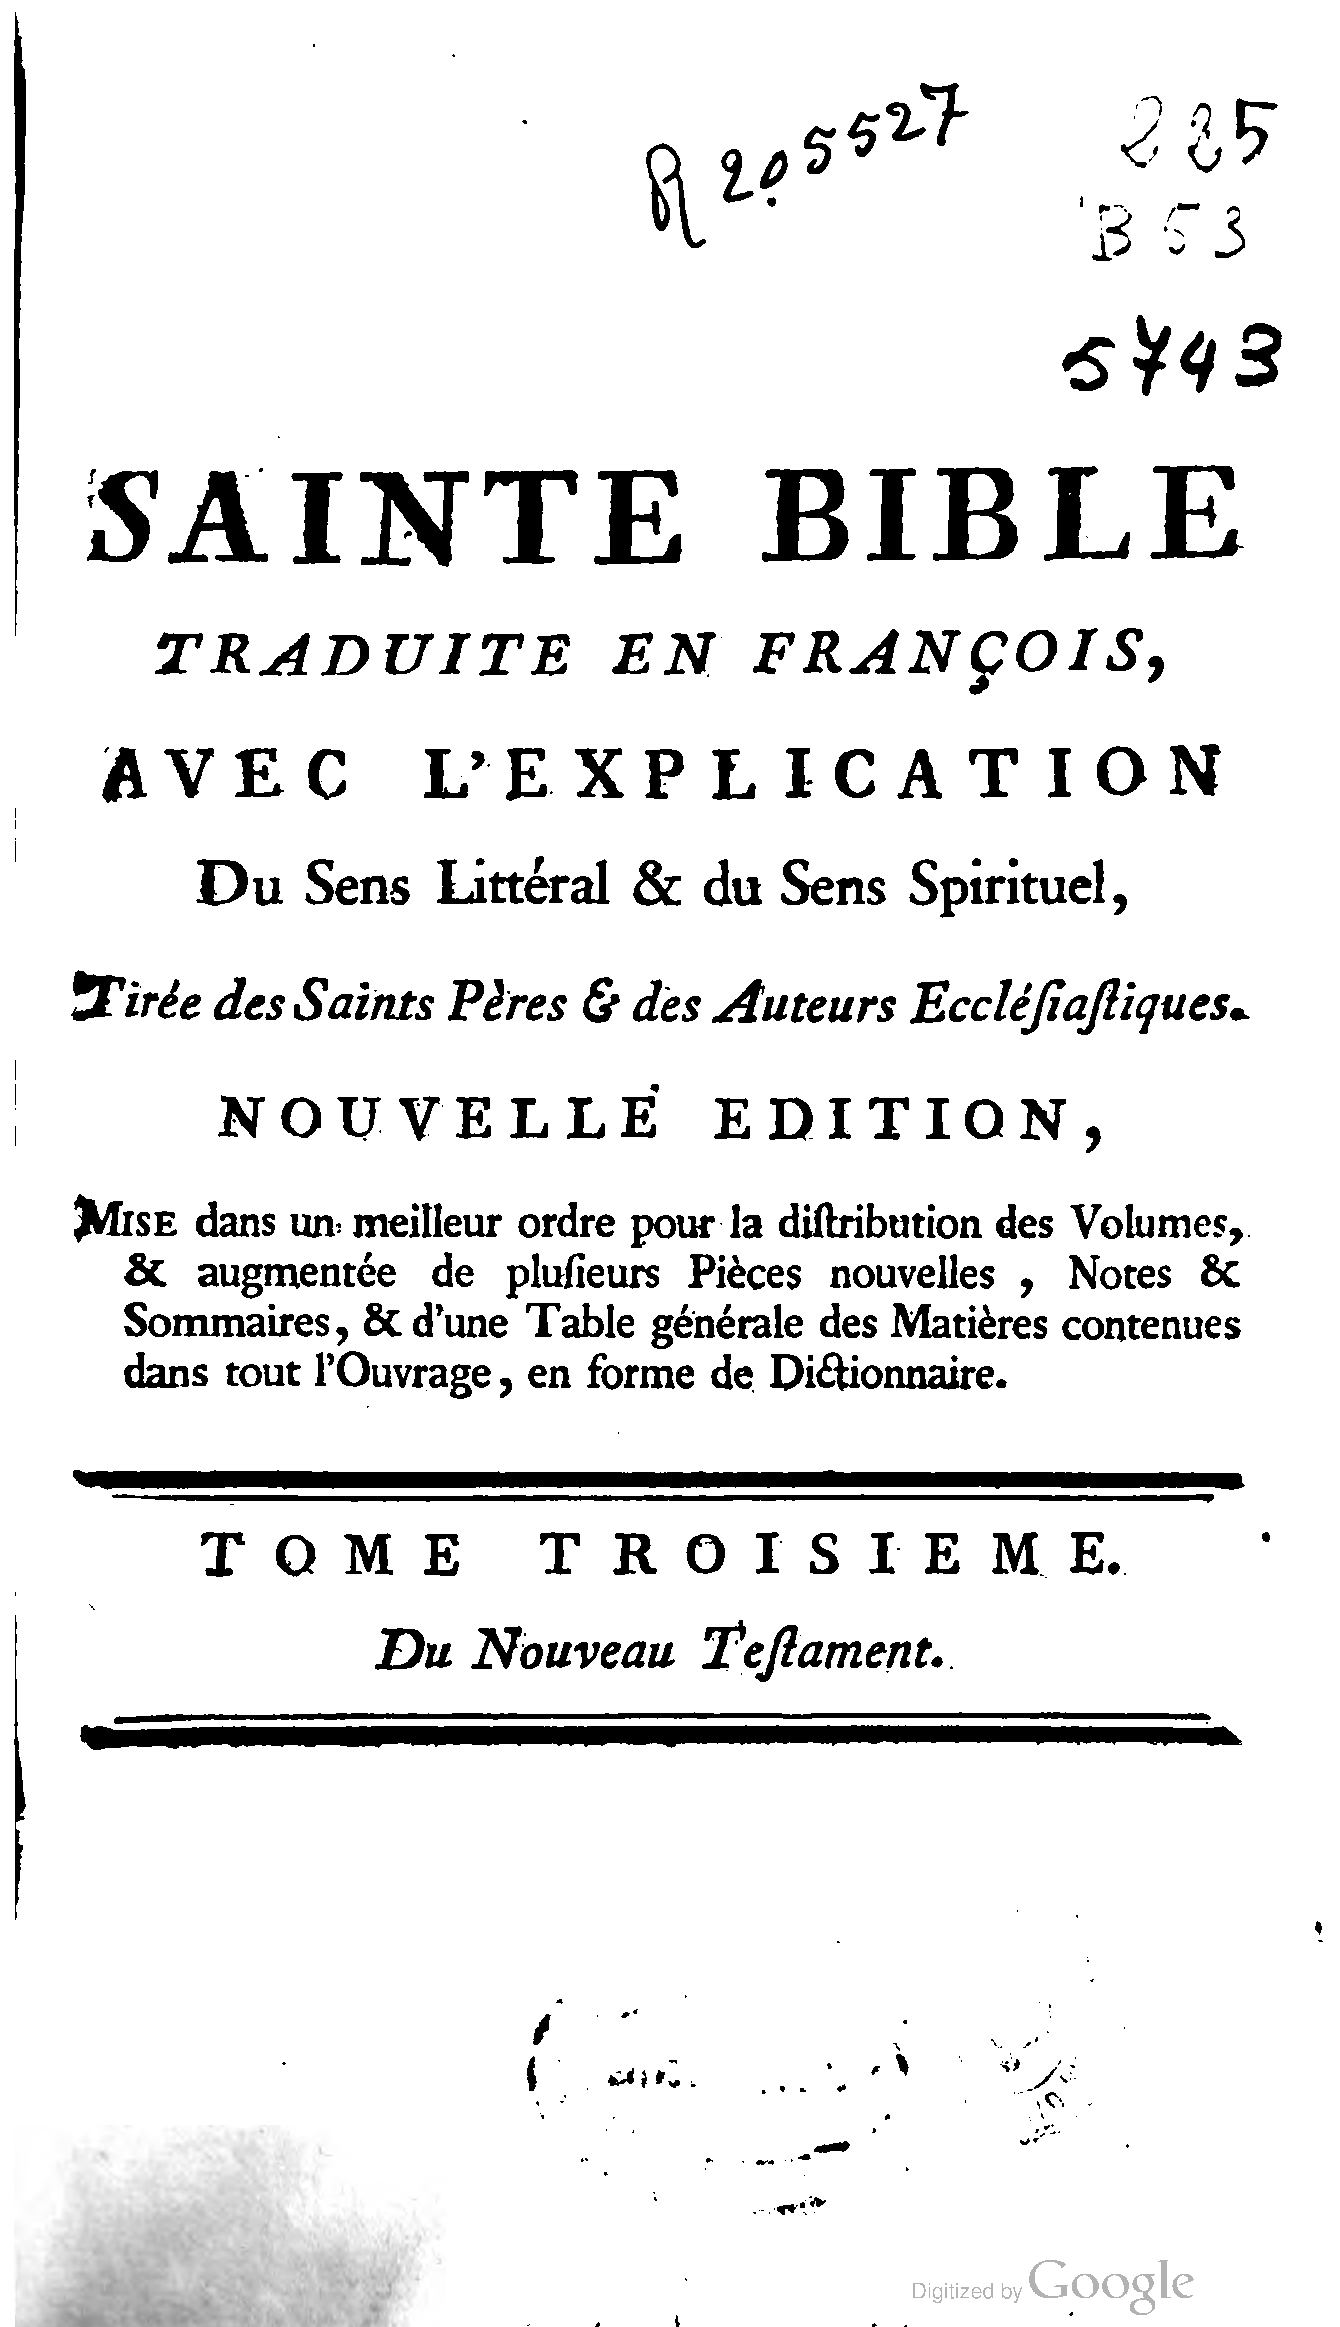 R 205527
225
B 53
5743
SAINTE BIBLE
TRADUITE EN FRANÇOIS,
AVEC L'EXPLICATION
Du Sens Littéral & du Sens Spirituel,
Tirée des Saints Pères & des Auteurs Eccléſiaſtiques.
NOUVELLE EDITION,
MISE dans un meilleur ordre pour la diſtribution des Volumes,
& augmentée de pluſieurs Pièces nouvelles , Notes &
Sommaires, & d'une Table générale des Matières contenues
dans tout l'Ouvrage, en forme de Dictionnaire.
TOME TROISIEME.
Du Nouveau Teſtament.
Digitized by Google